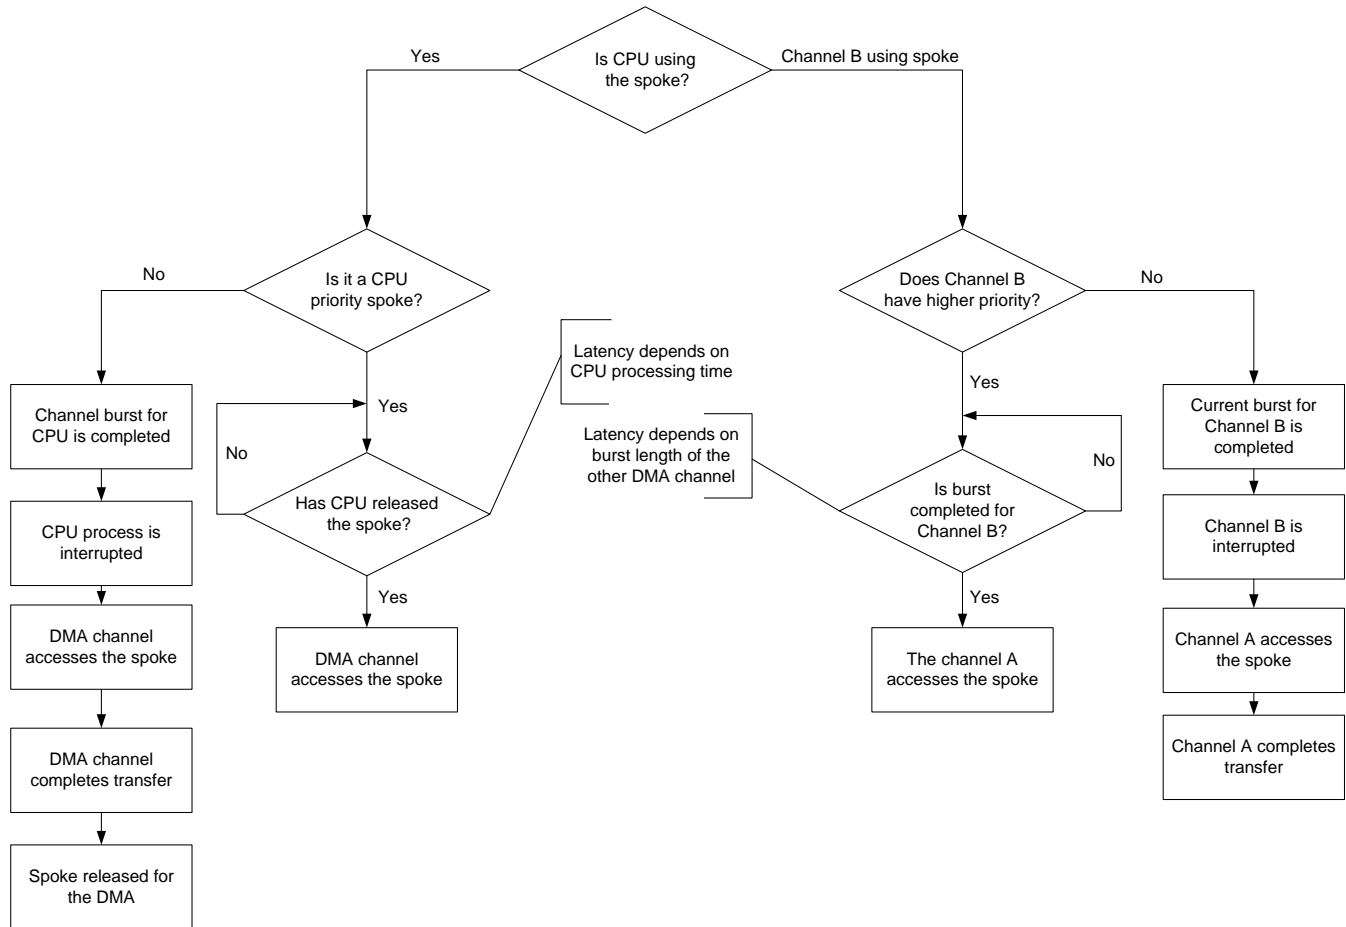 Yes
Is CPU using
the spoke?
Channel B using spoke
No
Is it a CPU
priority spoke?
Does Channel B
have higher priority?
No
Latency depends on
CPU processing time
Channel burst for
CPU is completed
Yes
No
Has CPU released
the spoke?
Latency depends on
burst length of the
other DMA channel
Yes
No
Is burst
completed for
Channel B?
Current burst for
Channel B is
completed
CPU process is
interrupted
Channel B is
interrupted
Yes
Yes
DMA channel
accesses the spoke
DMA channel
accesses the spoke
The channel A
accesses the spoke
Channel A accesses
the spoke
DMA channel
completes transfer
Channel A completes
transfer
Spoke released for
the DMA